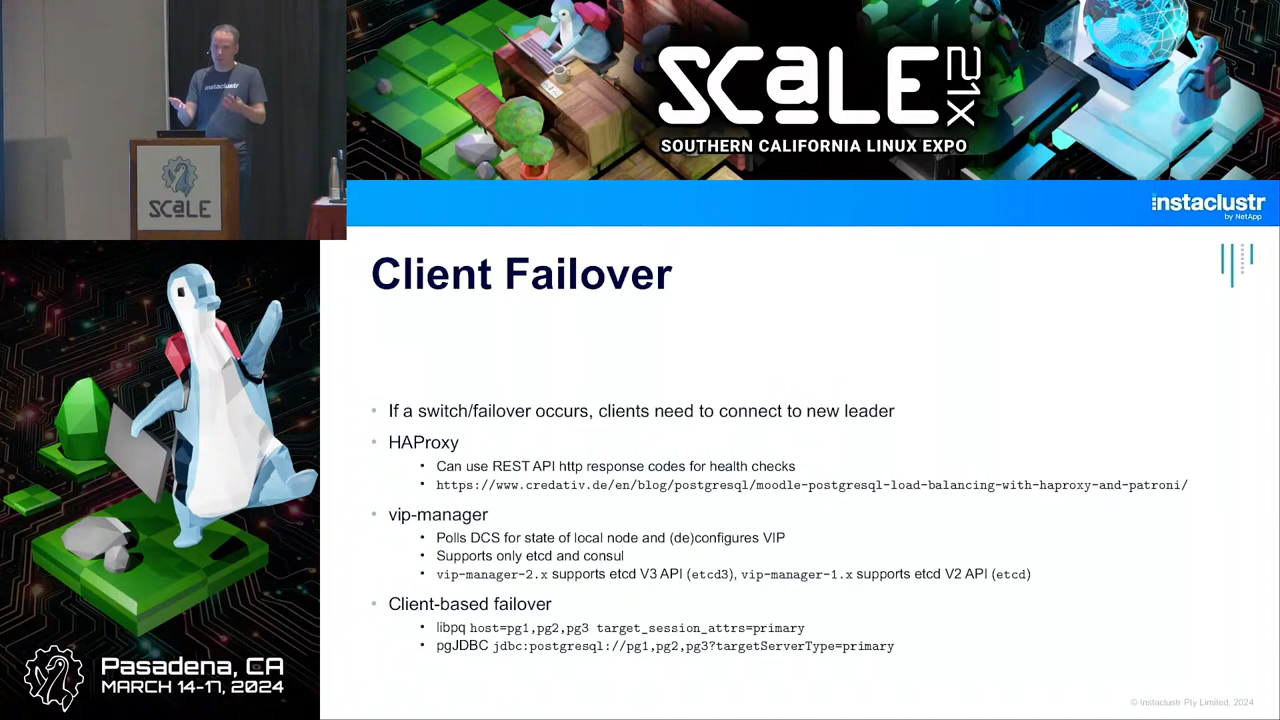 instaclustr
SCaLE
SCaLE 21X
SOUTHERN CALIFORNIA LINUX EXPO
instaclustr
by NetApp
Client Failover
• If a switch/failover occurs, clients need to connect to new leader
• HAProxy
• Can use REST API http response codes for health checks
• https://www.credativ.de/en/blog/postgresql/moodle-postgresql-load-balancing-with-haproxy-and-patroni/
• vip-manager
• Polls DCS for state of local node and (de)configures VIP
• Supports only etcd and consul
• vip-manager-2.x supports etcd V3 API (etcd3), vip-manager-1.x supports etcd V2 API (etcd)
• Client-based failover
• libpq host=pg1,pg2,pg3 target_session_attrs=primary
• pgJDBC jdbc:postgresql://pg1,pg2,pg3?targetServerType=primary
Pasadena, CA
MARCH 14-17, 2024
© Instaclustr Pty Limited, 2024